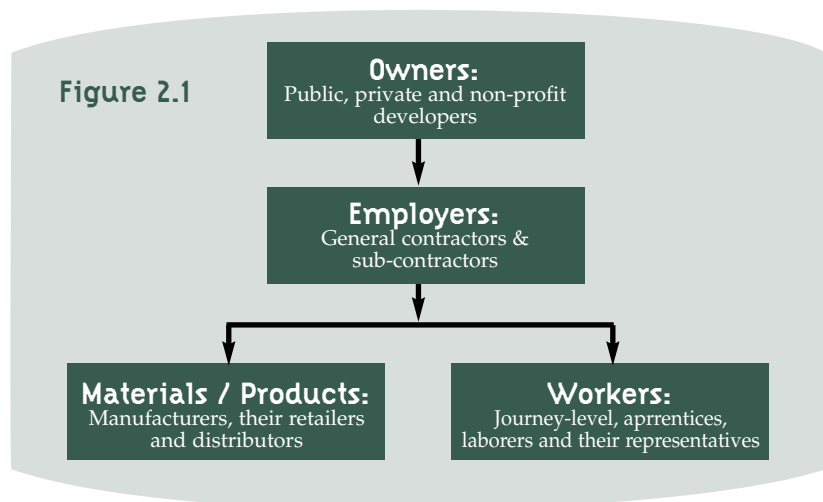 Figure 2.1
Owners:
Public, private and non-profit
developers
Employers:
General contractors &
sub-contractors
Materials / Products:
Manufacturers, their retailers
and distributors
Workers:
Journey-level, aprrentices,
laborers and their representatives